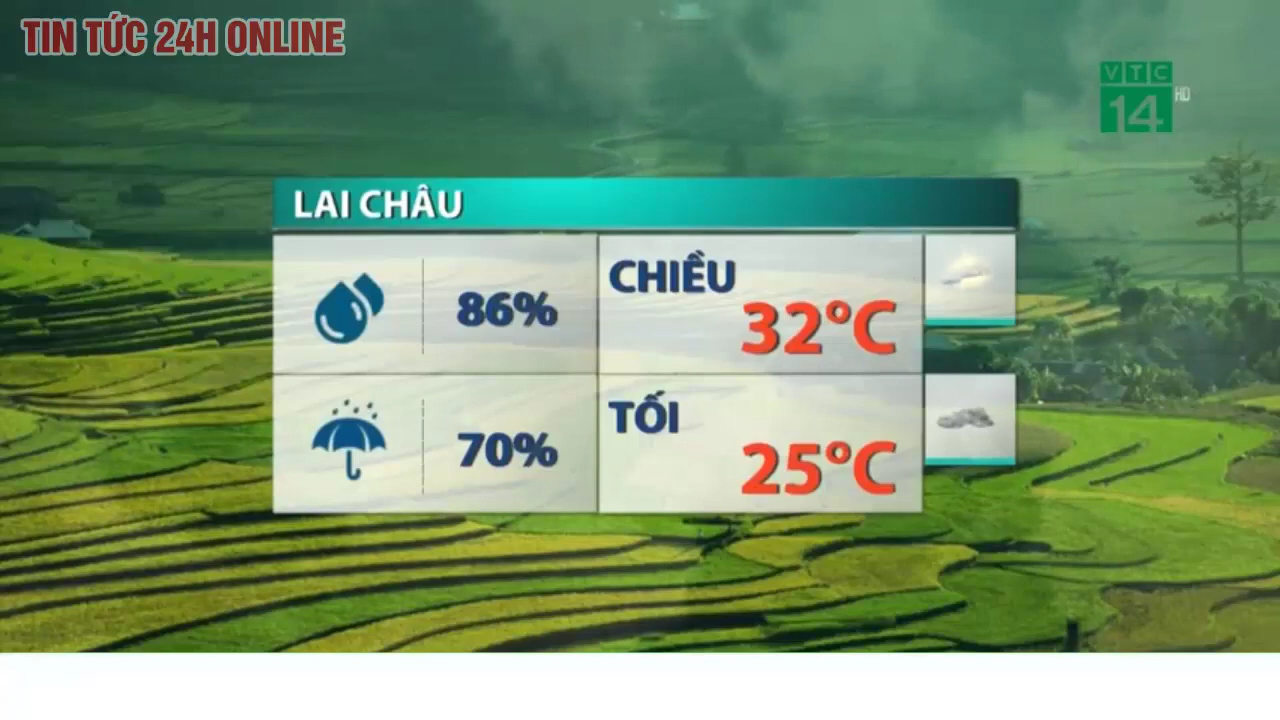 TIN TỨC 24H ONLINE
VTC
14 HD
LAI CHÂU
86%
CHIỀU
32°C
70%
TỐI
25°C